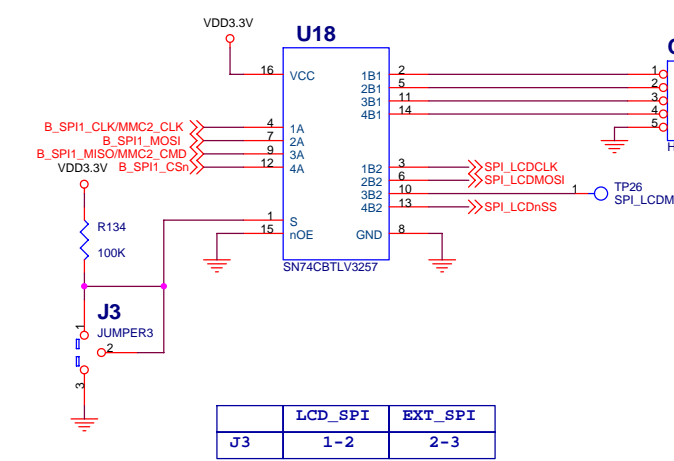 VDD3.3V
U18
16 VCC
1B1 2
2B1 5
3B1 11
4B1 14
1
2
3
4
5
B_SPI1_CLK/MMC2_CLK 4 1A
B_SPI1_MOSI 7 2A
B_SPI1_MISO/MMC2_CMD 9 3A
B_SPI1_CSn 12 4A
1B2 3 SPI_LCDCLK
2B2 6 SPI_LCDMOSI
3B2 10 1 TP26
SPI_LCDM
4B2 13 SPI_LCDnSS
VDD3.3V
R134
100K
1 S
15 nOE
GND 8
SN74CBTLV3257
J3
JUMPER3
1
2
3
LCD_SPI EXT_SPI
J3 1-2 2-3